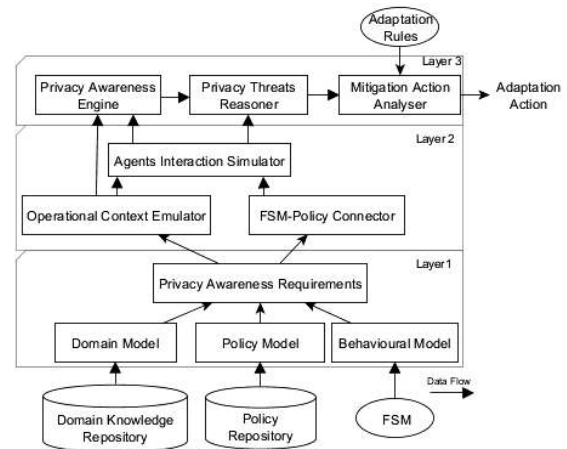 Adaptation
Rules
Layer 3
Privacy Awareness
Engine
Privacy Threats
Reasoner
Mitigation Action
Analyser
Adaptation
Action
Layer 2
Agents Interaction Simulator
Operational Context Emulator
FSM-Policy Connector
Layer1
Privacy Awareness Requirements
Domain Model
Policy Model
Behavioural Model
Data Flow
Domain Knowledge
Repository
Policy
Repository
FSM